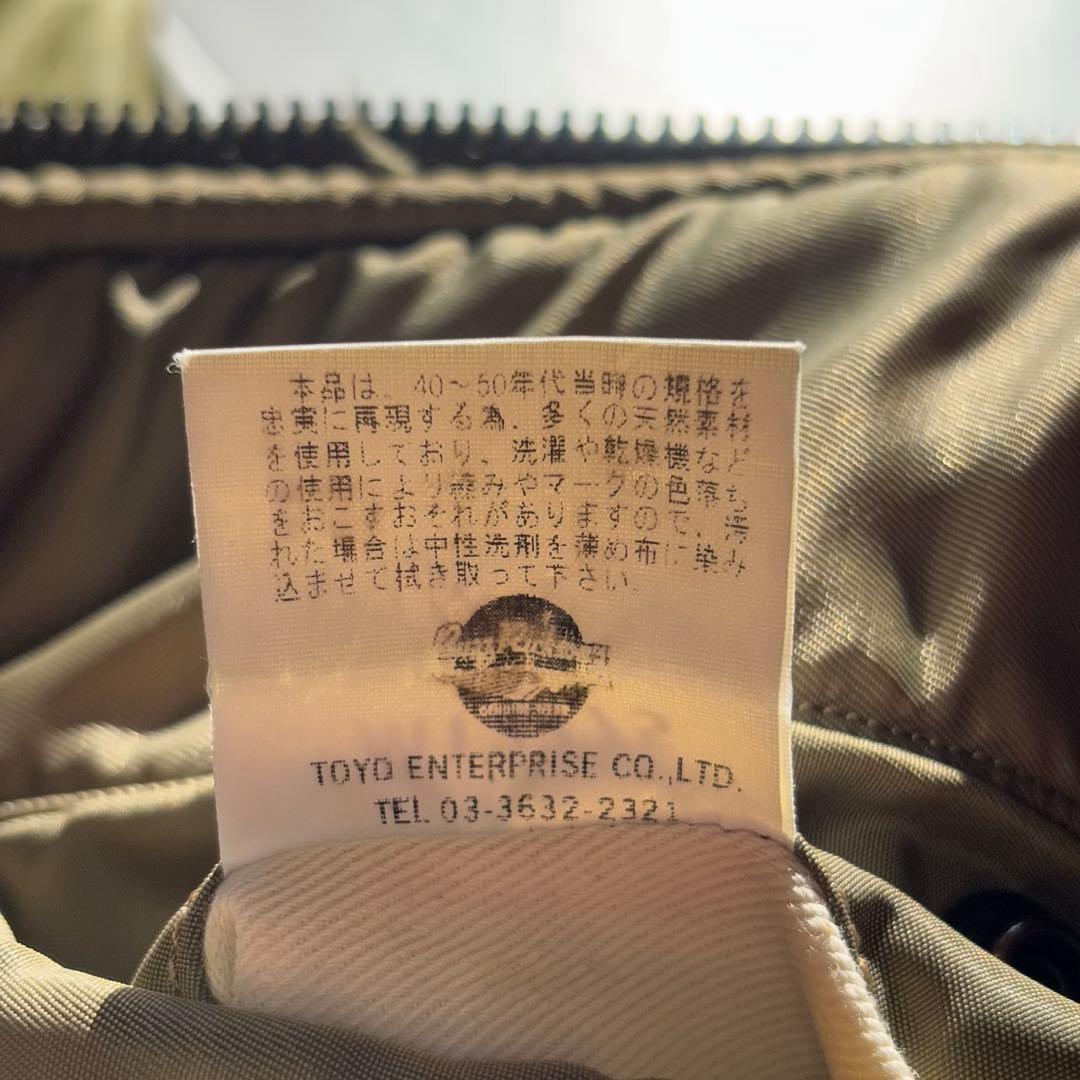 本品は、40〜50年代当時の規格を
忠実に再現する為、多くの天然素材
を使用しており、洗濯や乾燥機など
の使用により縮みやマークの色落ち
をおこすおそれがありますので、汚
れた場合は中性洗剤を薄め布に染み
込ませて拭き取って下さい。
TOYO ENTERPRISE CO.,LTD.
TEL 03-3632-2321